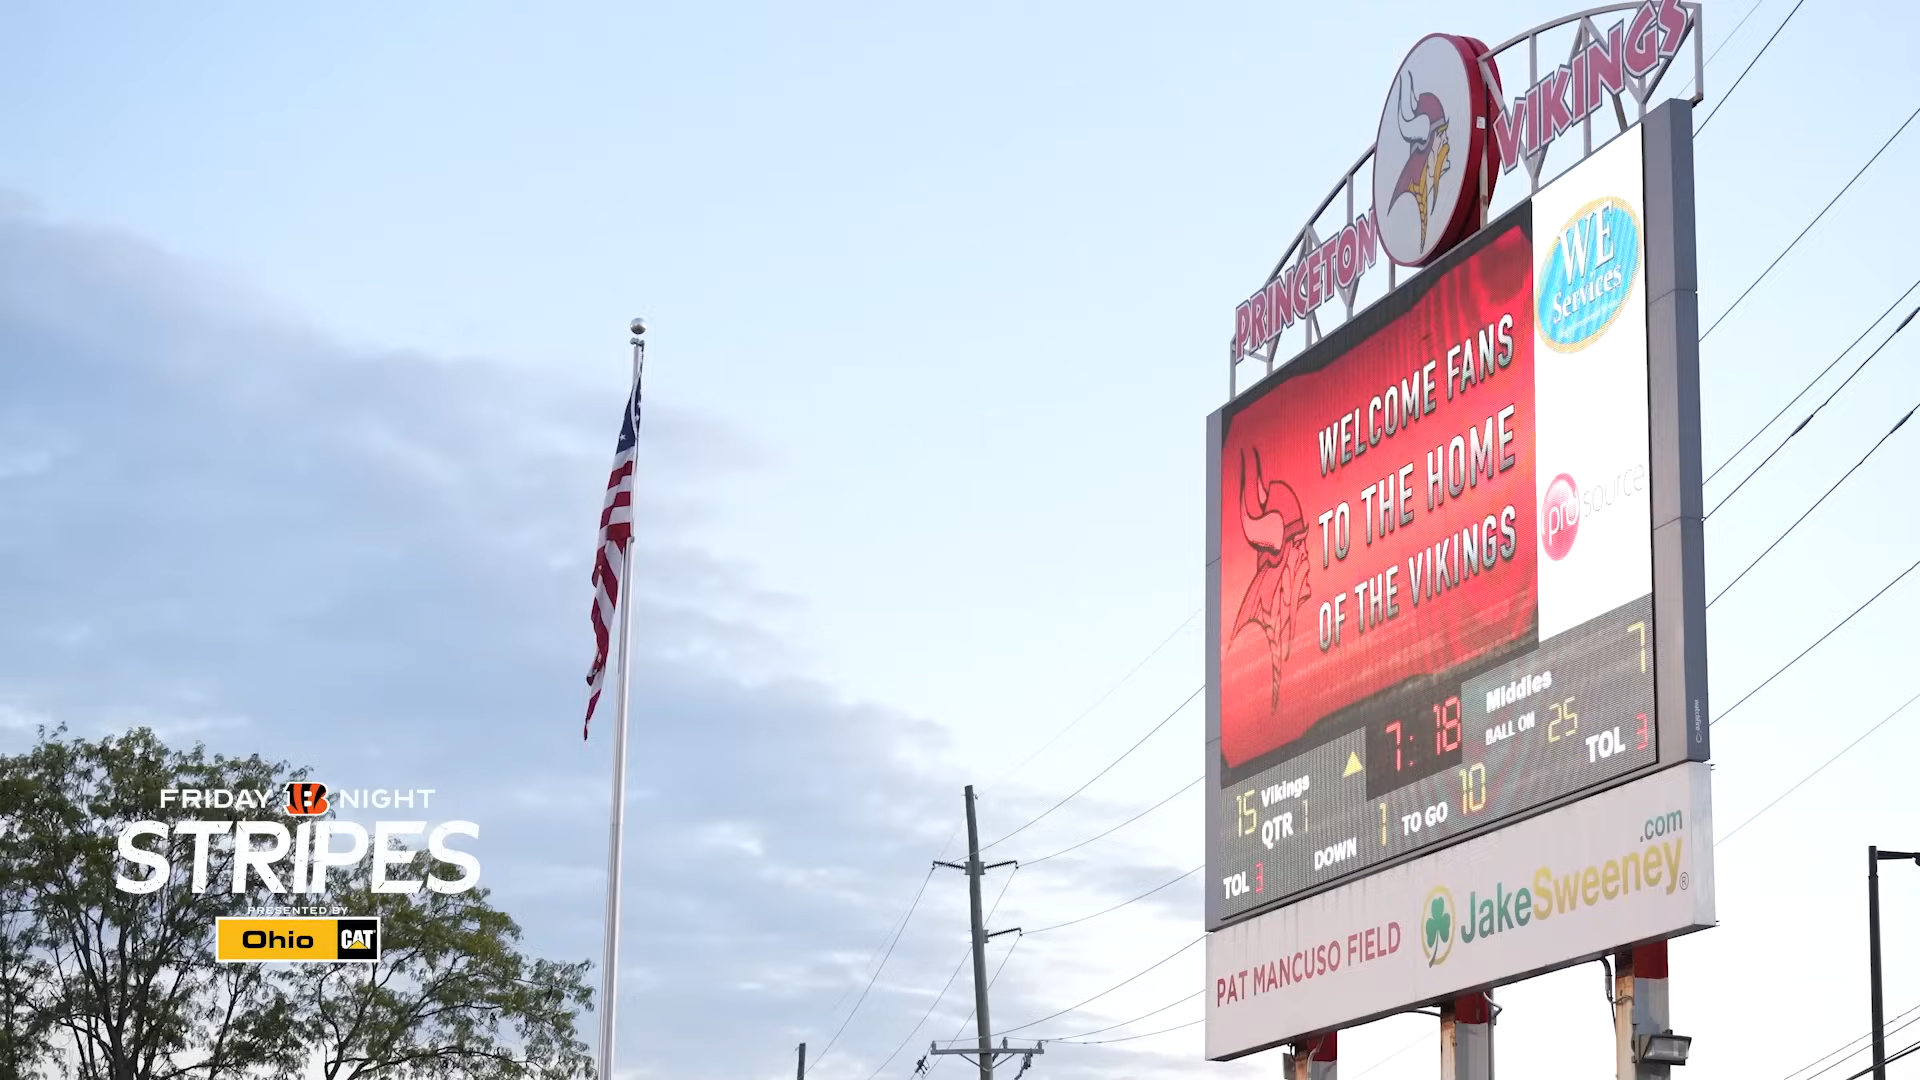 PRINCETON VIKINGS
WELCOME FANS
TO THE HOME
OF THE VIKINGS
WE
Services
pro source
7
Middies
7:18
BALL ON 25
TOL 3
15 Vikings
QTR 1
DOWN 1 TO GO 10
TOL 3
PAT MANCUSO FIELD
JakeSweeney®
.com
FRIDAY B NIGHT
STRIPES
PRESENTED BY
Ohio CAT